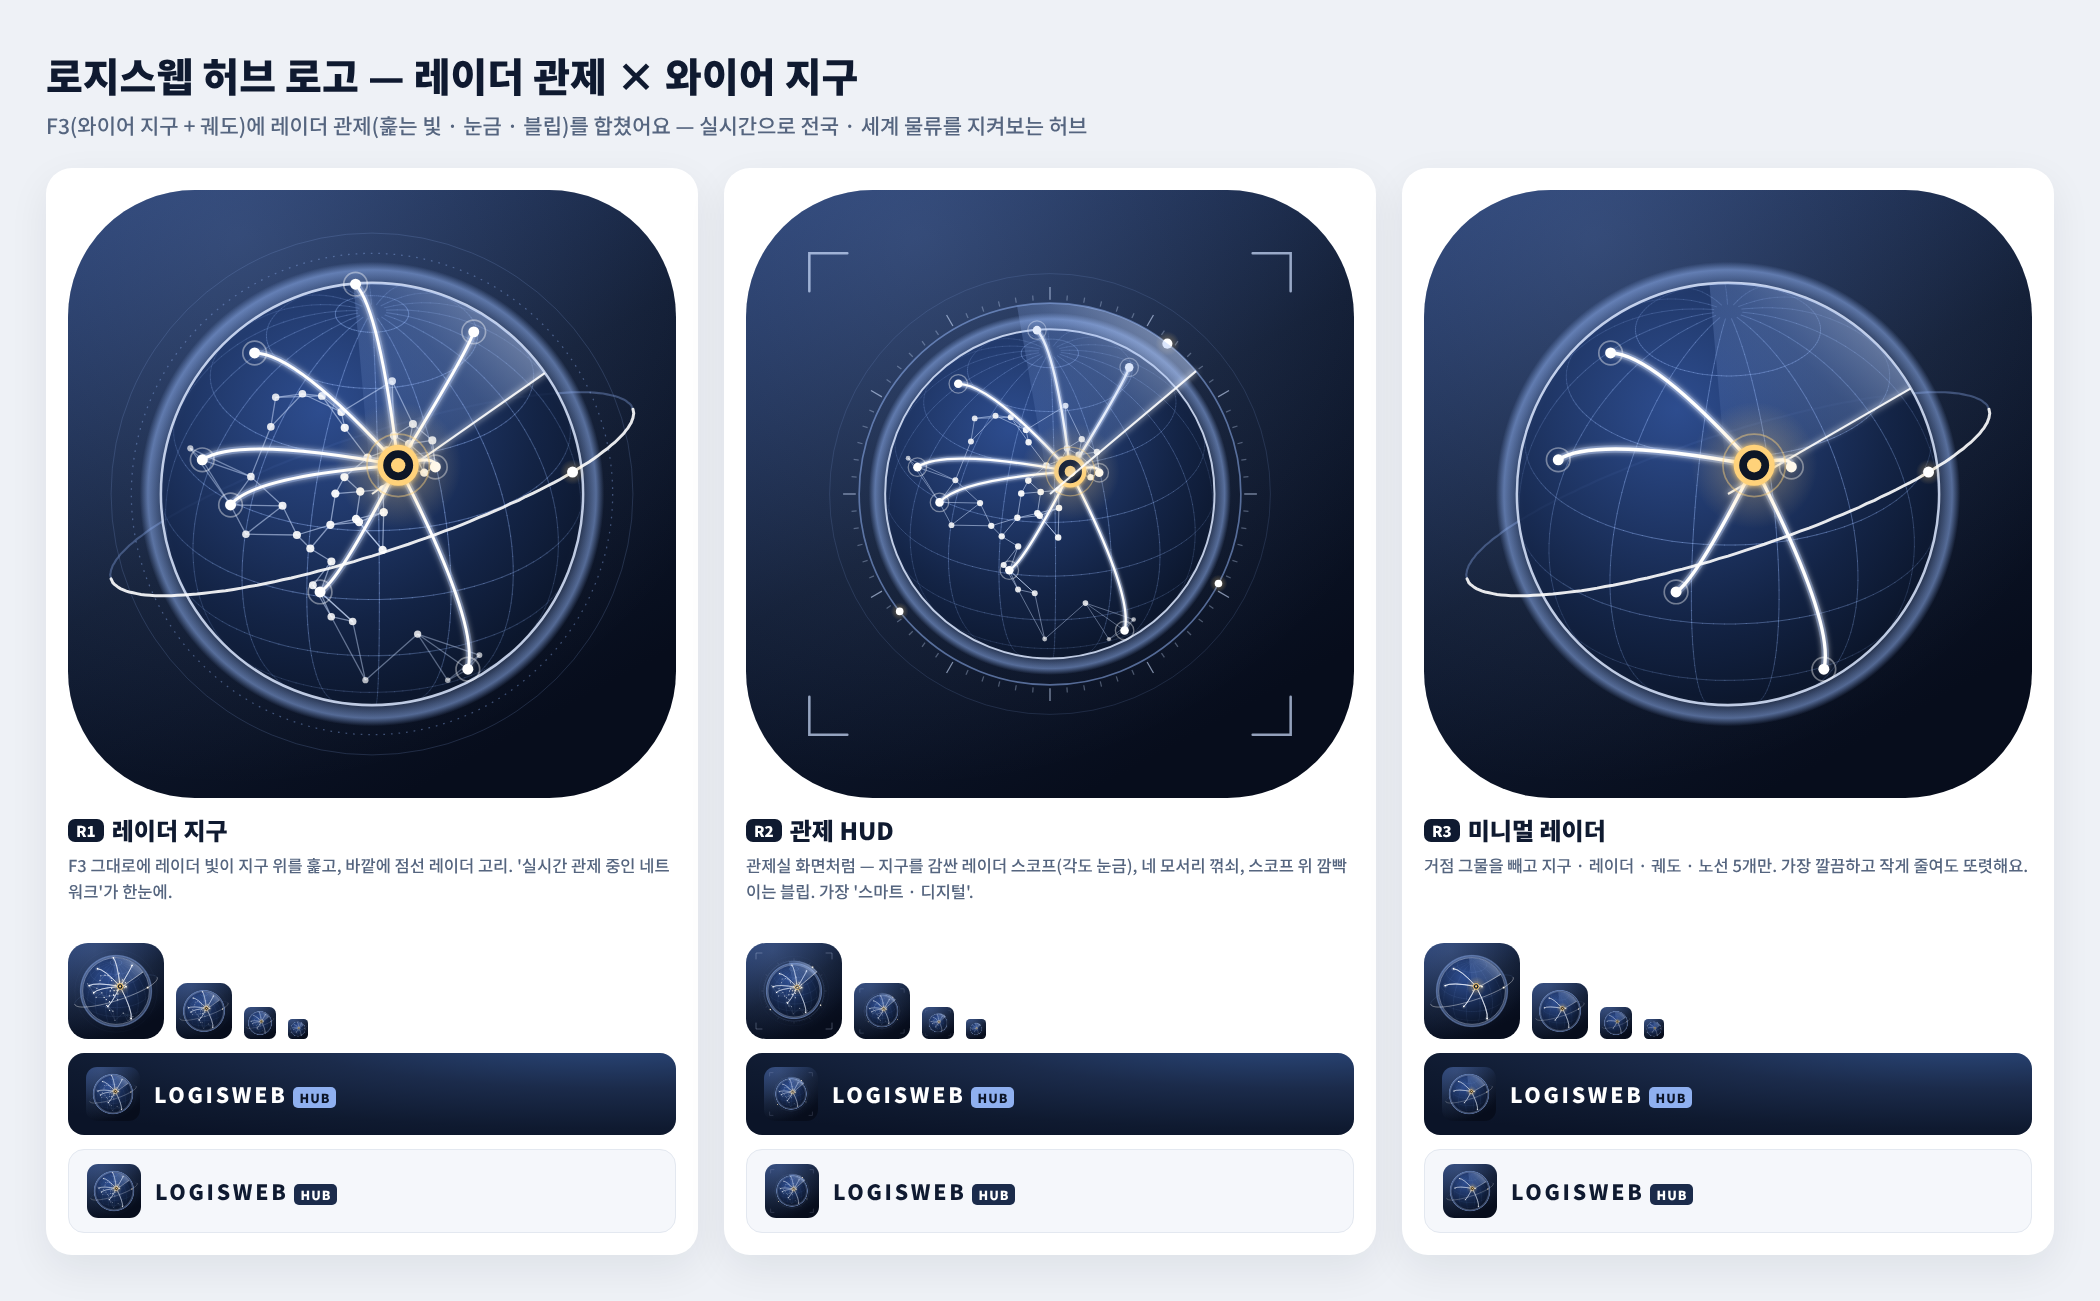 로지스웹 허브 로고 — 레이더 관제 × 와이어 지구
F3(와이어 지구 + 궤도)에 레이더 관제(훑는 빛 · 눈금 · 블립)를 합쳤어요 — 실시간으로 전국 · 세계 물류를 지켜보는 허브
R1 레이더 지구
F3 그대로에 레이더 빛이 지구 위를 훑고, 바깥에 점선 레이더 고리. '실시간 관제 중인 네트
워크'가 한눈에.
LOGISWEB HUB
LOGISWEB HUB
R2 관제 HUD
관제실 화면처럼 — 지구를 감싼 레이더 스코프(각도 눈금), 네 모서리 꺾쇠, 스코프 위 깜빡
이는 블립. 가장 '스마트 · 디지털'.
LOGISWEB HUB
LOGISWEB HUB
R3 미니멀 레이더
거점 그물을 빼고 지구 · 레이더 · 궤도 · 노선 5개만. 가장 깔끔하고 작게 줄여도 또렷해요.
LOGISWEB HUB
LOGISWEB HUB